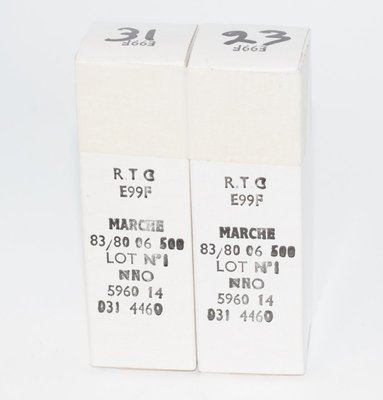 E99F
31
R.T C
E99F
MARCHE
83/80 06 500
LOT N°1
NNO
5960 14
031 4460
E99F
23
R.T C
E99F
MARCHE
83/80 06 500
LOT N°1
NNO
5960 14
031 4460